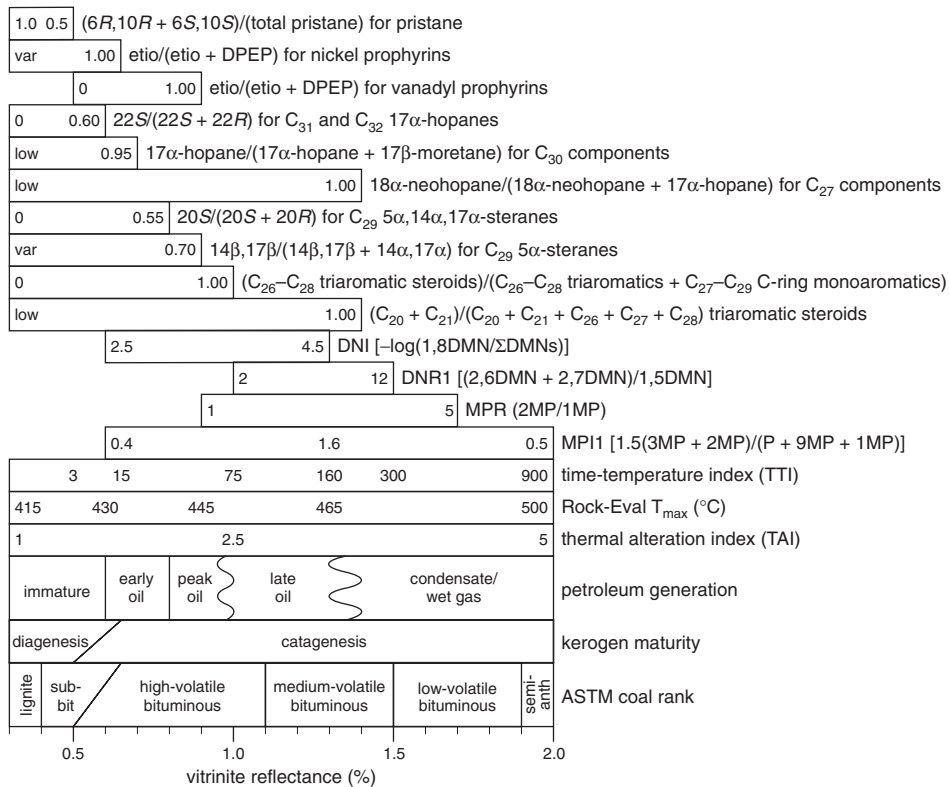 1.0 0.5 (6R,10R + 6S,10S)/(total pristane) for pristane
var 1.00 etio/(etio + DPEP) for nickel prophyrins
0 1.00 etio/(etio + DPEP) for vanadyl prophyrins
0 0.60 22S/(22S + 22R) for C31 and C32 17α-hopanes
low 0.95 17α-hopane/(17α-hopane + 17β-moretane) for C30 components
low 1.00 18α-neohopane/(18α-neohopane + 17α-hopane) for C27 components
0 0.55 20S/(20S + 20R) for C29 5α,14α,17α-steranes
var 0.70 14β,17β/(14β,17β + 14α,17α) for C29 5α-steranes
0 1.00 (C26–C28 triaromatic steroids)/(C26–C28 triaromatics + C27–C29 C-ring monoaromatics)
low 1.00 (C20 + C21)/(C20 + C21 + C26 + C27 + C28) triaromatic steroids
2.5 4.5 DNI [–log(1,8DMN/ΣDMNs)]
2 12 DNR1 [(2,6DMN + 2,7DMN)/1,5DMN]
1 5 MPR (2MP/1MP)
0.4 1.6 0.5 MPI1 [1.5(3MP + 2MP)/(P + 9MP + 1MP)]
3 15 75 160 300 900 time-temperature index (TTI)
415 430 445 465 500 Rock-Eval Tmax (°C)
1 2.5 5 thermal alteration index (TAI)
immature early oil peak oil late oil condensate/ wet gas petroleum generation
diagenesis catagenesis kerogen maturity
lignite sub-bit high-volatile bituminous medium-volatile bituminous low-volatile bituminous semi-anth ASTM coal rank
0.5 1.0 1.5 2.0
vitrinite reflectance (%)